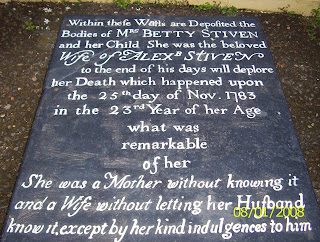 Within thefe Walls are Depofited the
Bodies of Mrs BETTY STIVEN
and her Child She was the beloved
Wife of ALEXR STIVEN
to the end of his days will deplore
her Death which happened upon
the 25th day of Nov. 1783
in the 23rd Year of her Age
what was
remarkable
of her
She was a Mother without knowing it
and a Wife without letting her Hufband
know it, except by her kind indulgences to him
08/01/2008